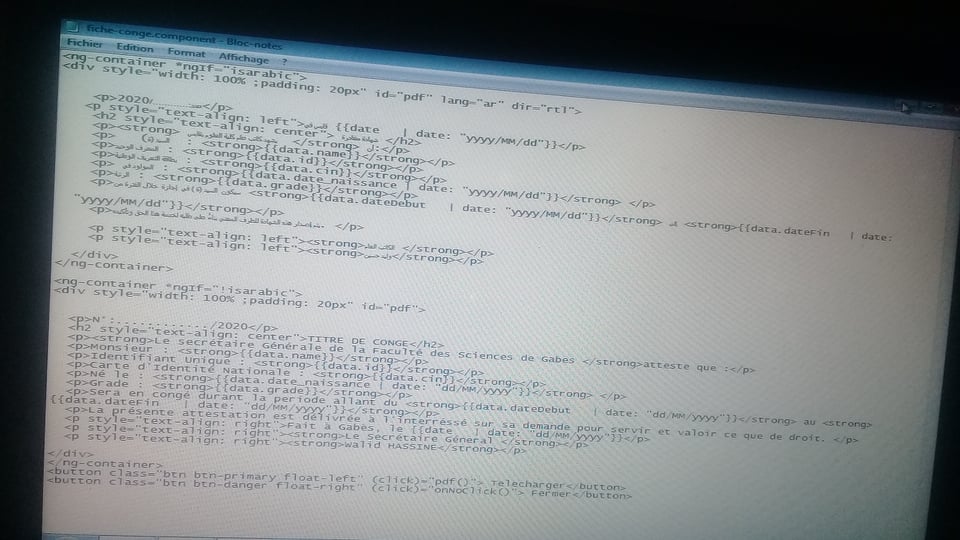 fiche-conge.component - Bloc-notes
Fichier Edition Format Affichage ?
<ng-container *ngIf="isarabic">
<div style="width: 100% ;padding: 20px" id="pdf" lang="ar" dir="rtl">
<p>2020/</p>
<p style="text-align: left"> {{date | date: "yyyy/MM/dd"}}</p>
<h2 style="text-align: center"> </h2>
<p><strong> </strong> </p>
<p> : <strong>{{data.name}}</strong></p>
<p> : <strong>{{data.id}}</strong></p>
<p> : <strong>{{data.cin}}</strong></p>
<p> <strong>{{data.date_naissance | date: "yyyy/MM/dd"}}</strong> </p>
<p> : <strong>{{data.grade}}</strong></p>
<p> <strong>{{data.dateDebut | date: "yyyy/MM/dd"}}</strong> <strong>{{data.dateFin | date:
"yyyy/MM/dd"}}</strong></p>
<p> </p>
<p style="text-align: left"><strong> </strong></p>
<p style="text-align: left"><strong></strong></p>
</div>
</ng-container>
<ng-container *ngIf="!isarabic">
<div style="width: 100% ;padding: 20px" id="pdf">
<p>N°:............./2020</p>
<h2 style="text-align: center">TITRE DE CONGE</h2>
<p><strong>Le Secrétaire Générale de la Faculté des Sciences de Gabes </strong>atteste que :</p>
<p>Monsieur : <strong>{{data.name}}</strong></p>
<p>Identifiant Unique : <strong>{{data.id}}</strong></p>
<p>Carte d'Identité Nationale : <strong>{{data.cin}}</strong></p>
<p>Né le : <strong>{{data.date_naissance | date: "dd/MM/yyyy"}}</strong> </p>
<p>Grade : <strong>{{data.grade}}</strong></p>
<p>Sera en congé durant la periode allant du <strong>{{data.dateDebut | date: "dd/MM/yyyy"}}</strong> au <strong>
{{data.dateFin | date: "dd/MM/yyyy"}}</strong></p>
<p>La présente attestation est délivrée à l'interressé sur sa demande pour servir et valoir ce que de droit. </p>
<p style="text-align: right">Fait à Gabès, le {{date | date: "dd/MM/yyyy"}}</p>
<p style="text-align: right"><strong>Le Secrétaire Général </strong></p>
<p style="text-align: right"><strong>Walid HASSINE</strong></p>
</div>
</ng-container>
<button class="btn btn-primary float-left" (click)="pdf()"> Telecharger</button>
<button class="btn btn-danger float-right" (click)="onNoClick()"> Fermer</button>